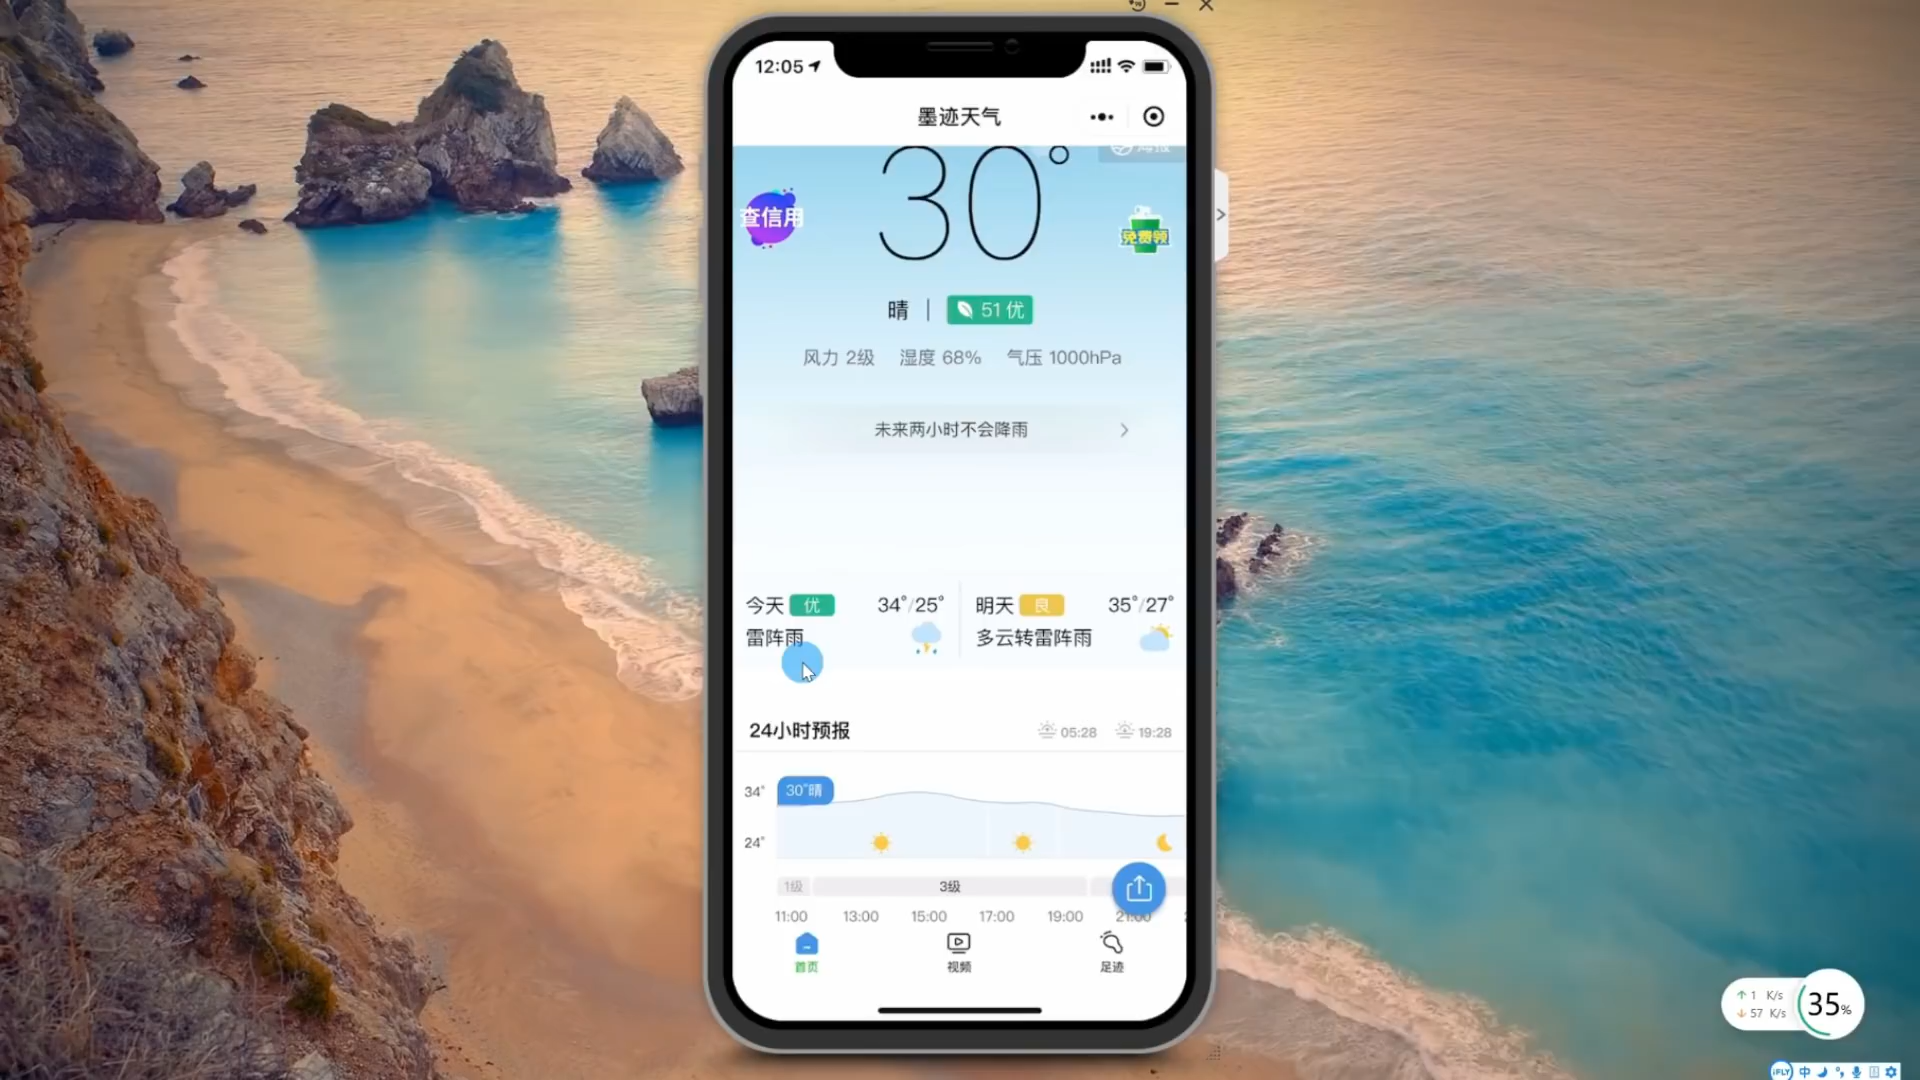 12:05
墨迹天气
30°
查信用
免费领
晴 | 51 优
风力 2级 湿度 68% 气压 1000hPa
未来两小时不会降雨
今天 优 34°/25° 明天 良 35°/27°
雷阵雨 多云转雷阵雨
24小时预报 05:28 19:28
34° 30°晴
24°
1级 3级
11:00 13:00 15:00 17:00 19:00 21:00
首页 视频 足迹
1 K/s
57 K/s
35%
iFLY 中